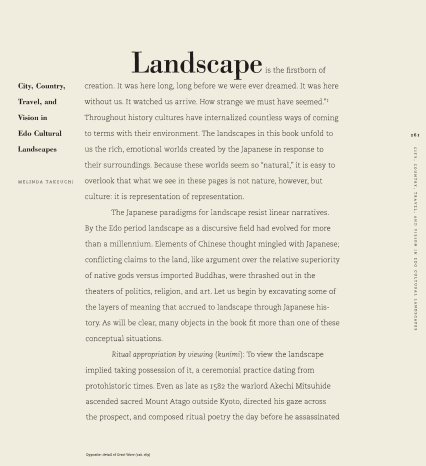 Landscape is the firstborn of
City, Country,
Travel, and
Vision in
Edo Cultural
Landscapes
MELINDA TAKEUCHI
creation. It was here long, long before we were ever dreamed. It was here
without us. It watched us arrive. How strange we must have seemed."¹
Throughout history cultures have internalized countless ways of coming
to terms with their environment. The landscapes in this book unfold to
us the rich, emotional worlds created by the Japanese in response to
their surroundings. Because these worlds seem so "natural," it is easy to
overlook that what we see in these pages is not nature, however, but
culture: it is representation of representation.
The Japanese paradigms for landscape resist linear narratives.
By the Edo period landscape as a discursive field had evolved for more
than a millennium. Elements of Chinese thought mingled with Japanese;
conflicting claims to the land, like argument over the relative superiority
of native gods versus imported Buddhas, were thrashed out in the
theaters of politics, religion, and art. Let us begin by excavating some of
the layers of meaning that accrued to landscape through Japanese his-
tory. As will be clear, many objects in the book fit more than one of these
conceptual situations.
Ritual appropriation by viewing (kunimi): To view the landscape
implied taking possession of it, a ceremonial practice dating from
protohistoric times. Even as late as 1582 the warlord Akechi Mitsuhide
ascended sacred Mount Atago outside Kyoto, directed his gaze across
the prospect, and composed ritual poetry the day before he assassinated
Opposite: detail of Great Wave (cat.
261
CITY, COUNTRY, TRAVEL, AND VISION IN EDO CULTURAL LANDSCAPES